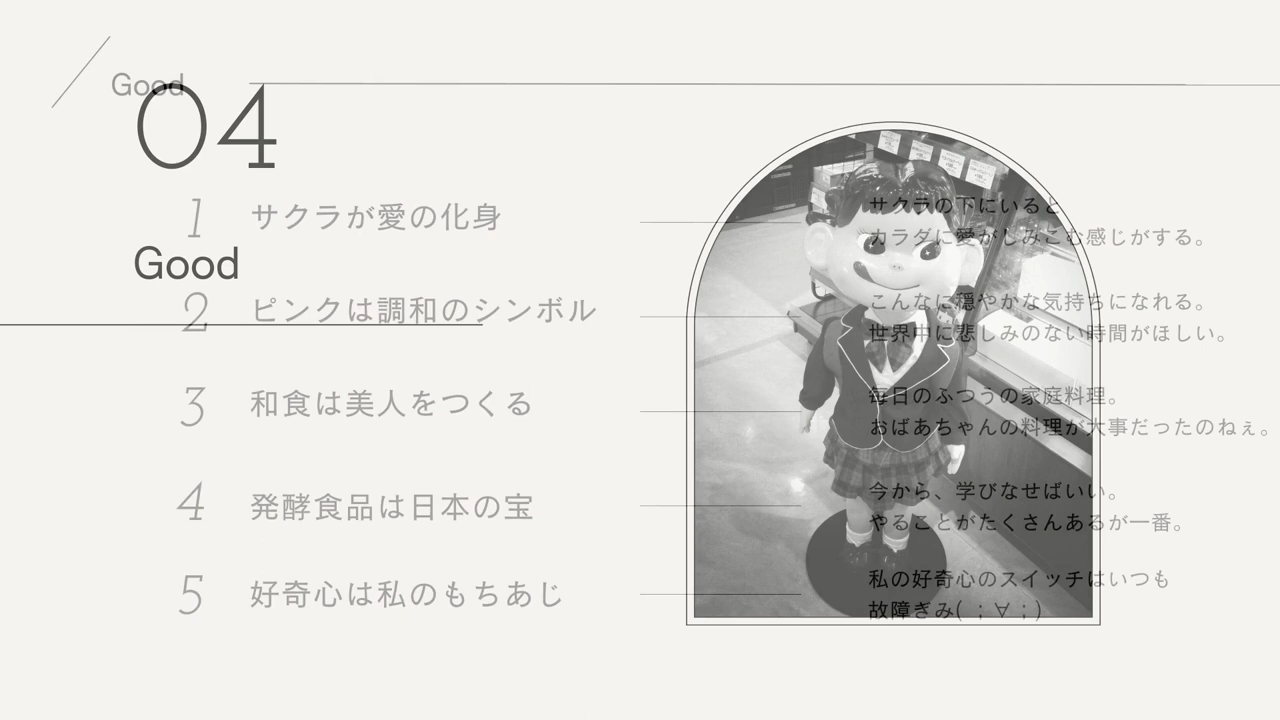 Good
04
1 サクラが愛の化身
サクラの下にいると
カラダに愛がしみこむ感じがする。
Good
2 ピンクは調和のシンボル
こんなに穏やかな気持ちになれる。
世界中に悲しみのない時間がほしい。
3 和食は美人をつくる
毎日のふつうの家庭料理。
おばあちゃんの料理が大事だったのねぇ。
4 発酵食品は日本の宝
今から、学びなせばいい。
やることがたくさんあるが一番。
5 好奇心は私のもちあじ
私の好奇心のスイッチはいつも
故障ぎみ( ；∀；)